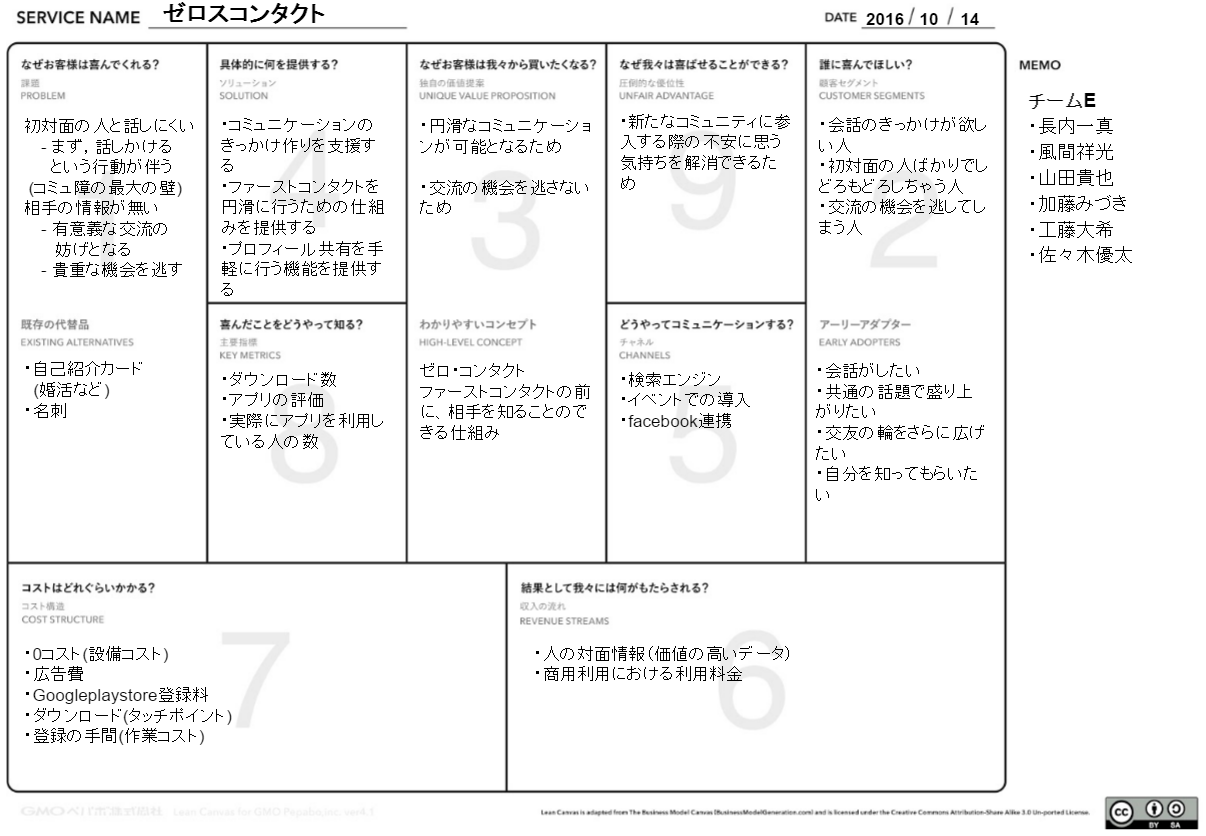 SERVICE NAME ゼロスコンタクト
DATE 2016 / 10 / 14
なぜお客様は喜んでくれる?
課題
PROBLEM
初対面の人と話しにくい
- まず, 話しかける
という行動が伴う
(コミュ障の最大の壁)
相手の情報が無い
- 有意義な交流の
妨げとなる
- 貴重な機会を逃す
既存の代替品
EXISTING ALTERNATIVES
・自己紹介カード
(婚活など)
・名刺
具体的に何を提供する?
ソリューション
SOLUTION
4
・コミュニケーションの
きっかけ作りを支援す
る
・ファーストコンタクトを
円滑に行うための仕組
みを提供する
・プロフィール共有を手
軽に行う機能を提供す
る
喜んだことをどうやって知る?
主要指標
KEY METRICS
8
・ダウンロード数
・アプリの評価
・実際にアプリを利用し
ている人の数
なぜお客様は我々から買いたくなる?
独自の価値提案
UNIQUE VALUE PROPOSITION
3
・円滑なコミュニケーショ
ンが可能となるため
・交流の機会を逃さない
ため
わかりやすいコンセプト
HIGH-LEVEL CONCEPT
ゼロ・コンタクト
ファーストコンタクトの前
に、相手を知ることので
きる仕組み
なぜ我々は喜ばせることができる?
圧倒的な優位性
UNFAIR ADVANTAGE
9
・新たなコミュニティに参
入する際の不安に思う
気持ちを解消できるた
め
どうやってコミュニケーションする?
チャネル
CHANNELS
5
・検索エンジン
・イベントでの導入
・facebook連携
誰に喜んでほしい?
顧客セグメント
CUSTOMER SEGMENTS
2
・会話のきっかけが欲し
い人
・初対面の人ばかりでし
どろもどろしちゃう人
・交流の機会を逃してし
まう人
アーリーアダプター
EARLY ADOPTERS
・会話がしたい
・共通の話題で盛り上
がりたい
・交友の輪をさらに広げ
たい
・自分を知ってもらいた
い
MEMO
チームE
・長内一真
・風間祥光
・山田貴也
・加藤みづき
・工藤大希
・佐々木優太
コストはどれぐらいかかる?
コスト構造
COST STRUCTURE
7
・0コスト(設備コスト)
・広告費
・Googleplaystore登録料
・ダウンロード(タッチポイント)
・登録の手間(作業コスト)
結果として我々には何がもたらされる?
収入の流れ
REVENUE STREAMS
6
・人の対面情報（価値の高いデータ）
・商用利用における利用料金
GMOペパボ株式会社 Lean Canvas for GMO Pepabo,inc. ver4.1
Lean Canvas is adapted from The Business Model Canvas (BusinessModelGeneration.com) and is licensed under the Creative Commons Attribution-Share Alike 3.0 Un-ported License.
CC BY SA